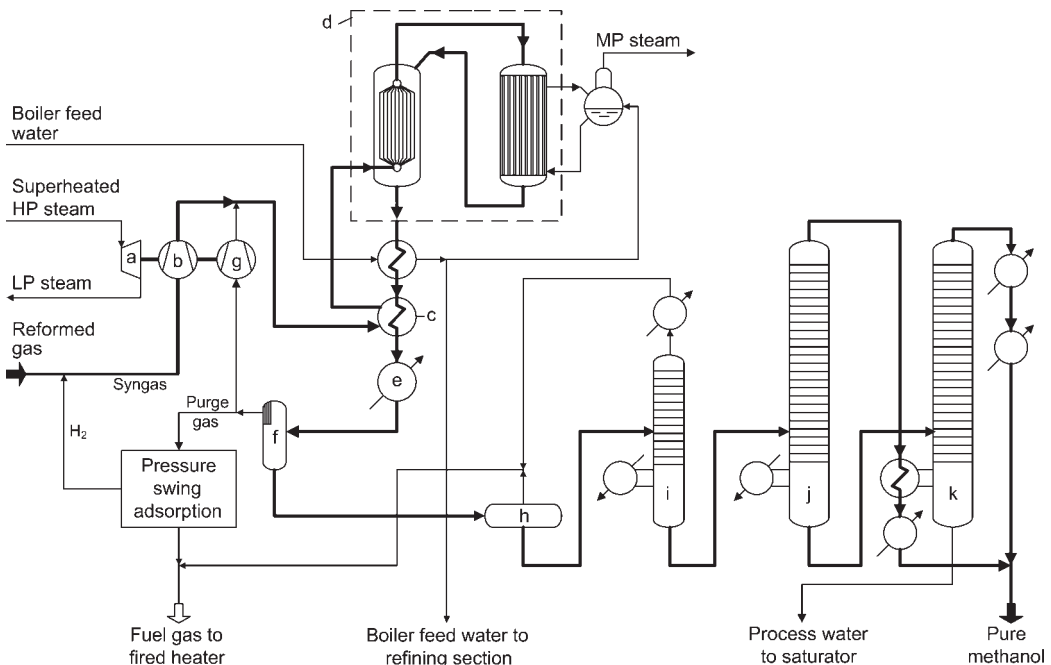 d
MP steam
Boiler feed
water
Superheated
HP steam
a
b
g
LP steam
c
Reformed
gas
Syngas
e
Purge
gas
H2
f
Pressure
swing
adsorption
h
i
j
k
Fuel gas to
fired heater
Boiler feed water to
refining section
Process water
to saturator
Pure
methanol